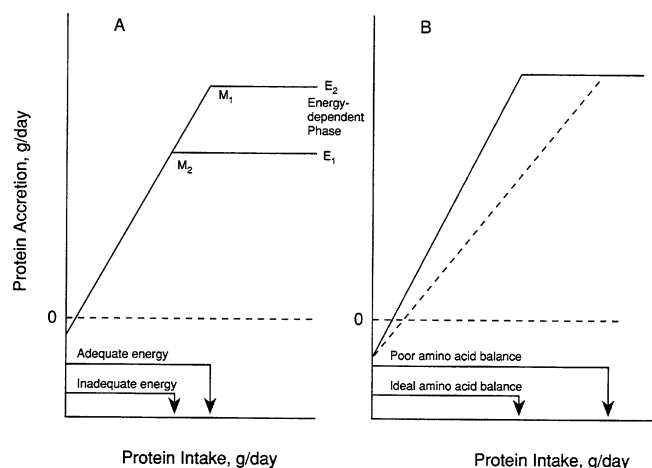 A
B
M1
E2
Energy-
dependent
Phase
M2
E1
Protein Accretion, g/day
0
0
Adequate energy
Inadequate energy
Poor amino acid balance
Ideal amino acid balance
Protein Intake, g/day
Protein Intake, g/day